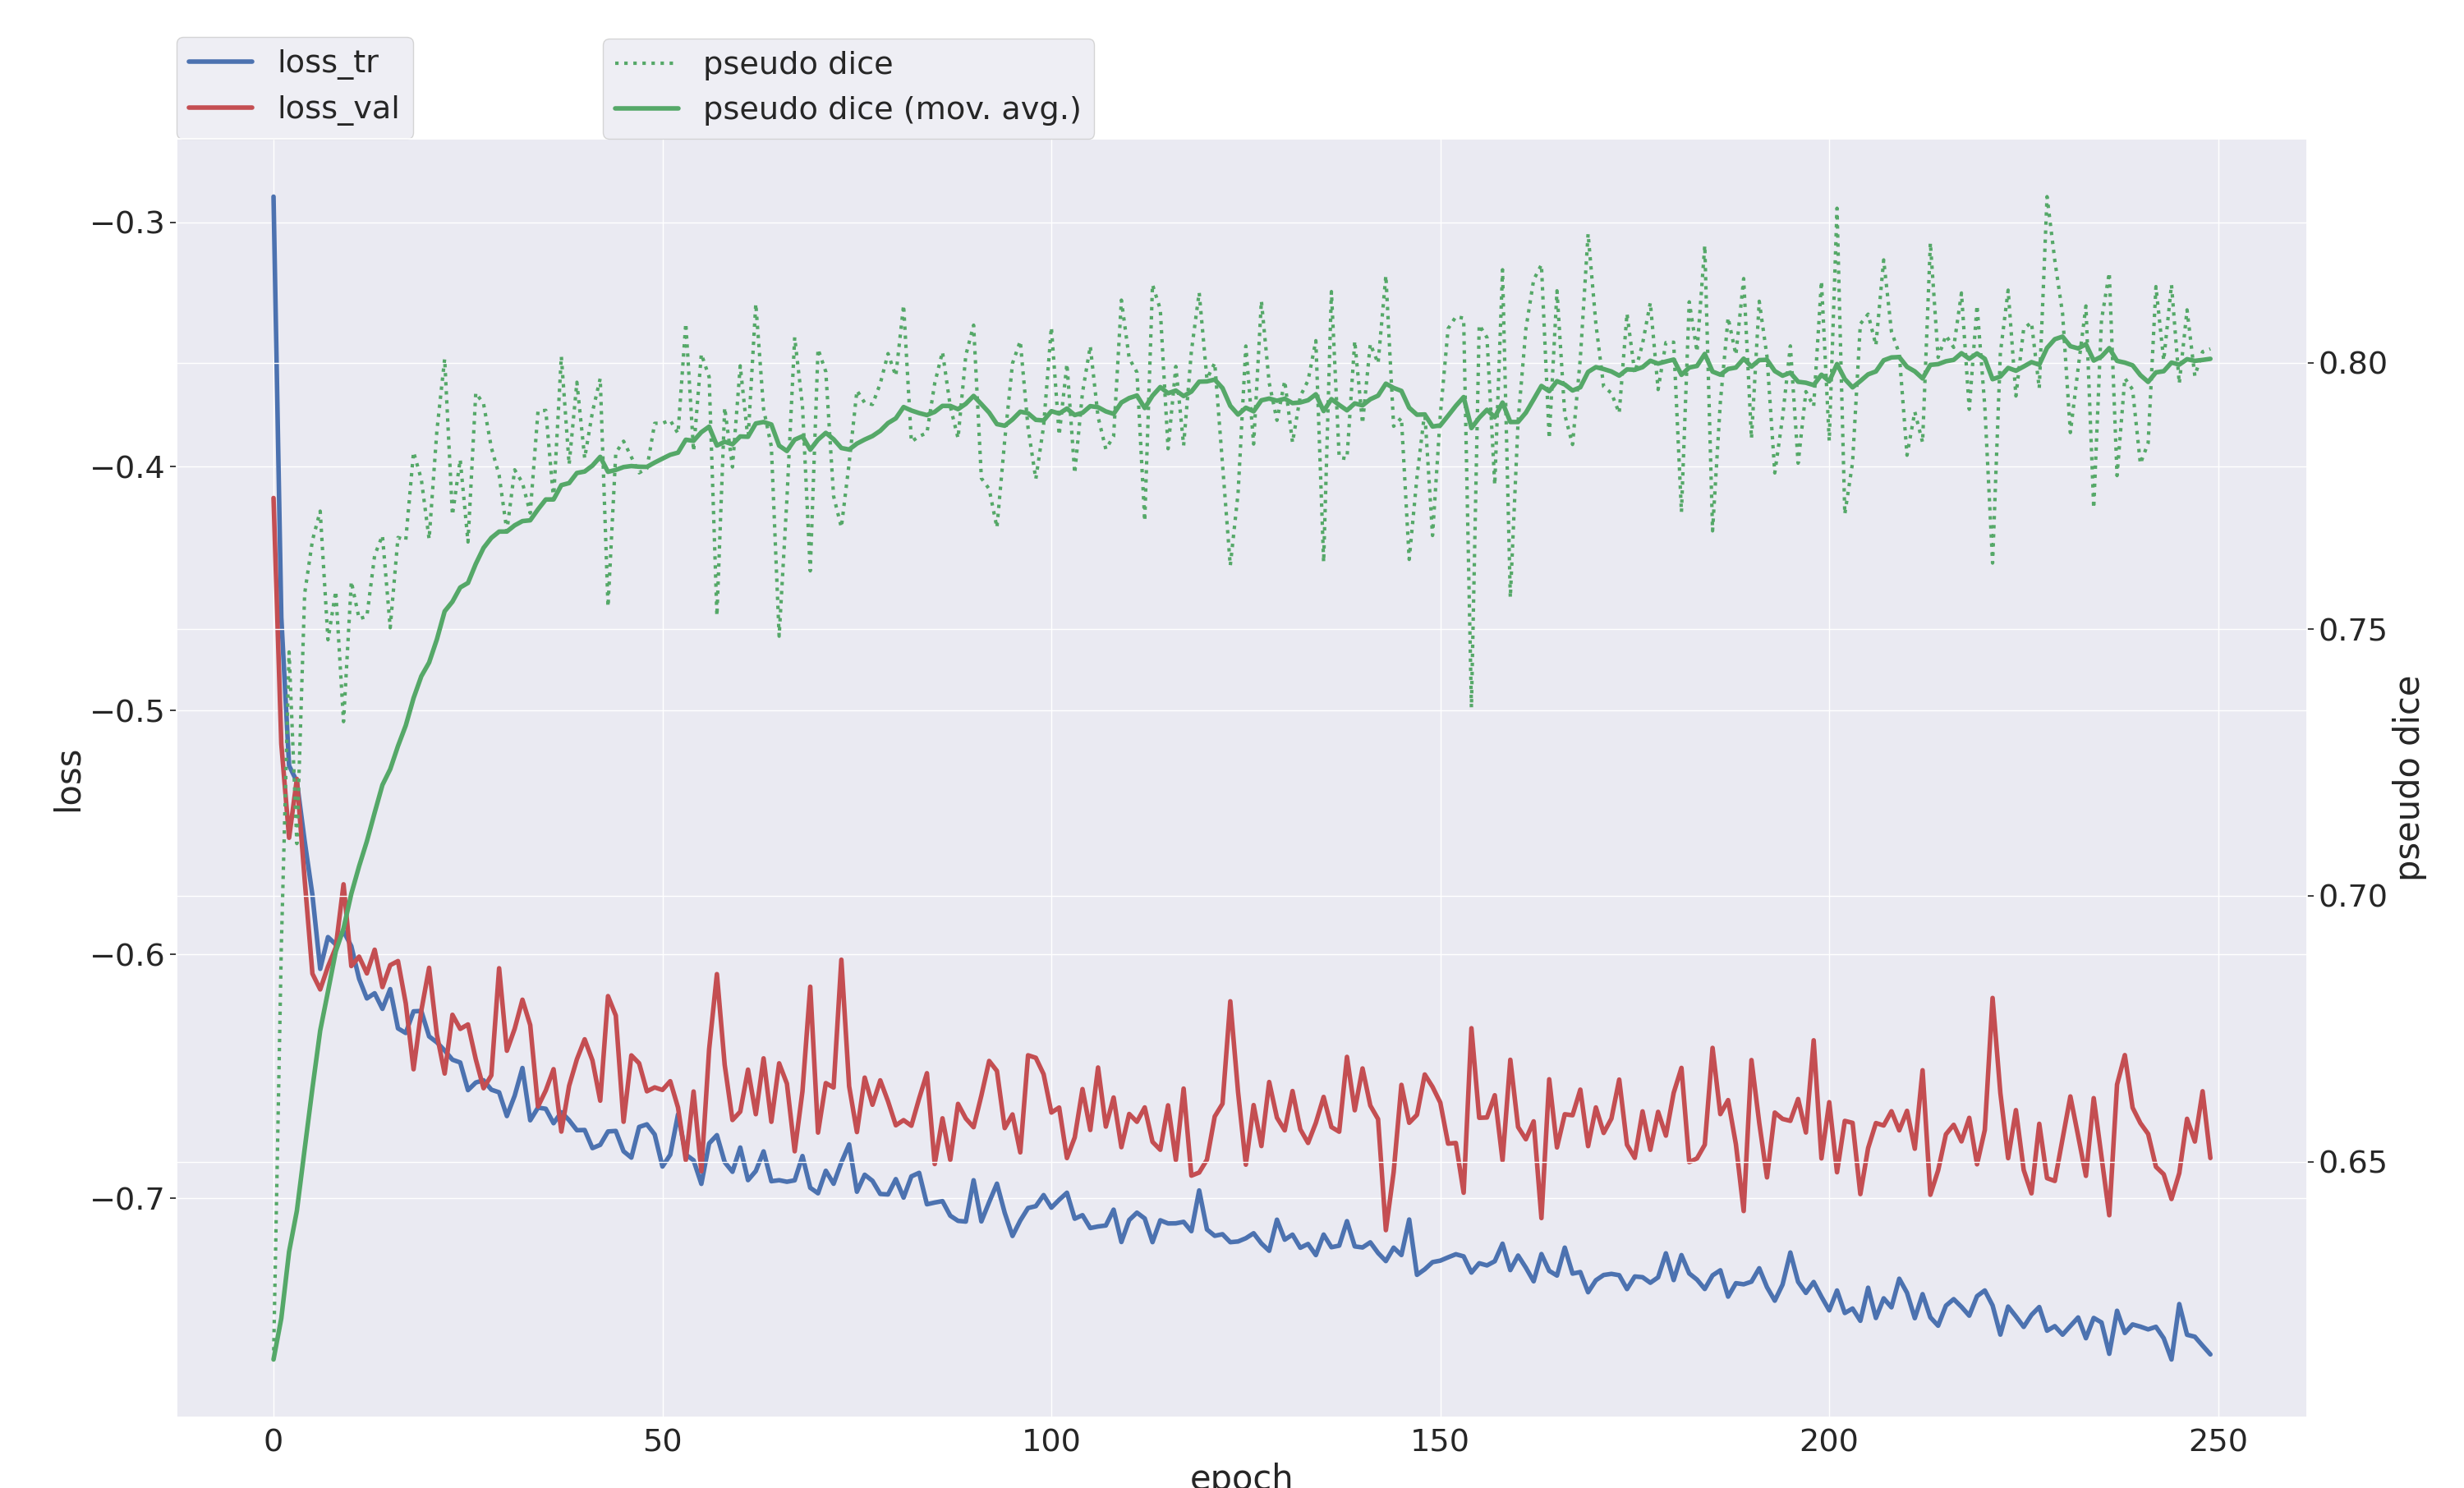 loss_tr
loss_val
pseudo dice
pseudo dice (mov. avg.)
−0.3
−0.4
−0.5
−0.6
−0.7
loss
0.80
0.75
0.70
0.65
pseudo dice
0
50
100
150
200
250
epoch